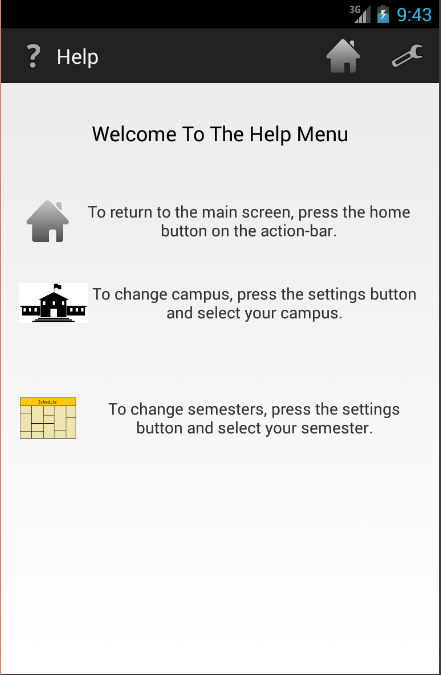 3G 9:43
? Help
Welcome To The Help Menu
To return to the main screen, press the home
button on the action-bar.
To change campus, press the settings button
and select your campus.
Schedule
To change semesters, press the settings
button and select your semester.